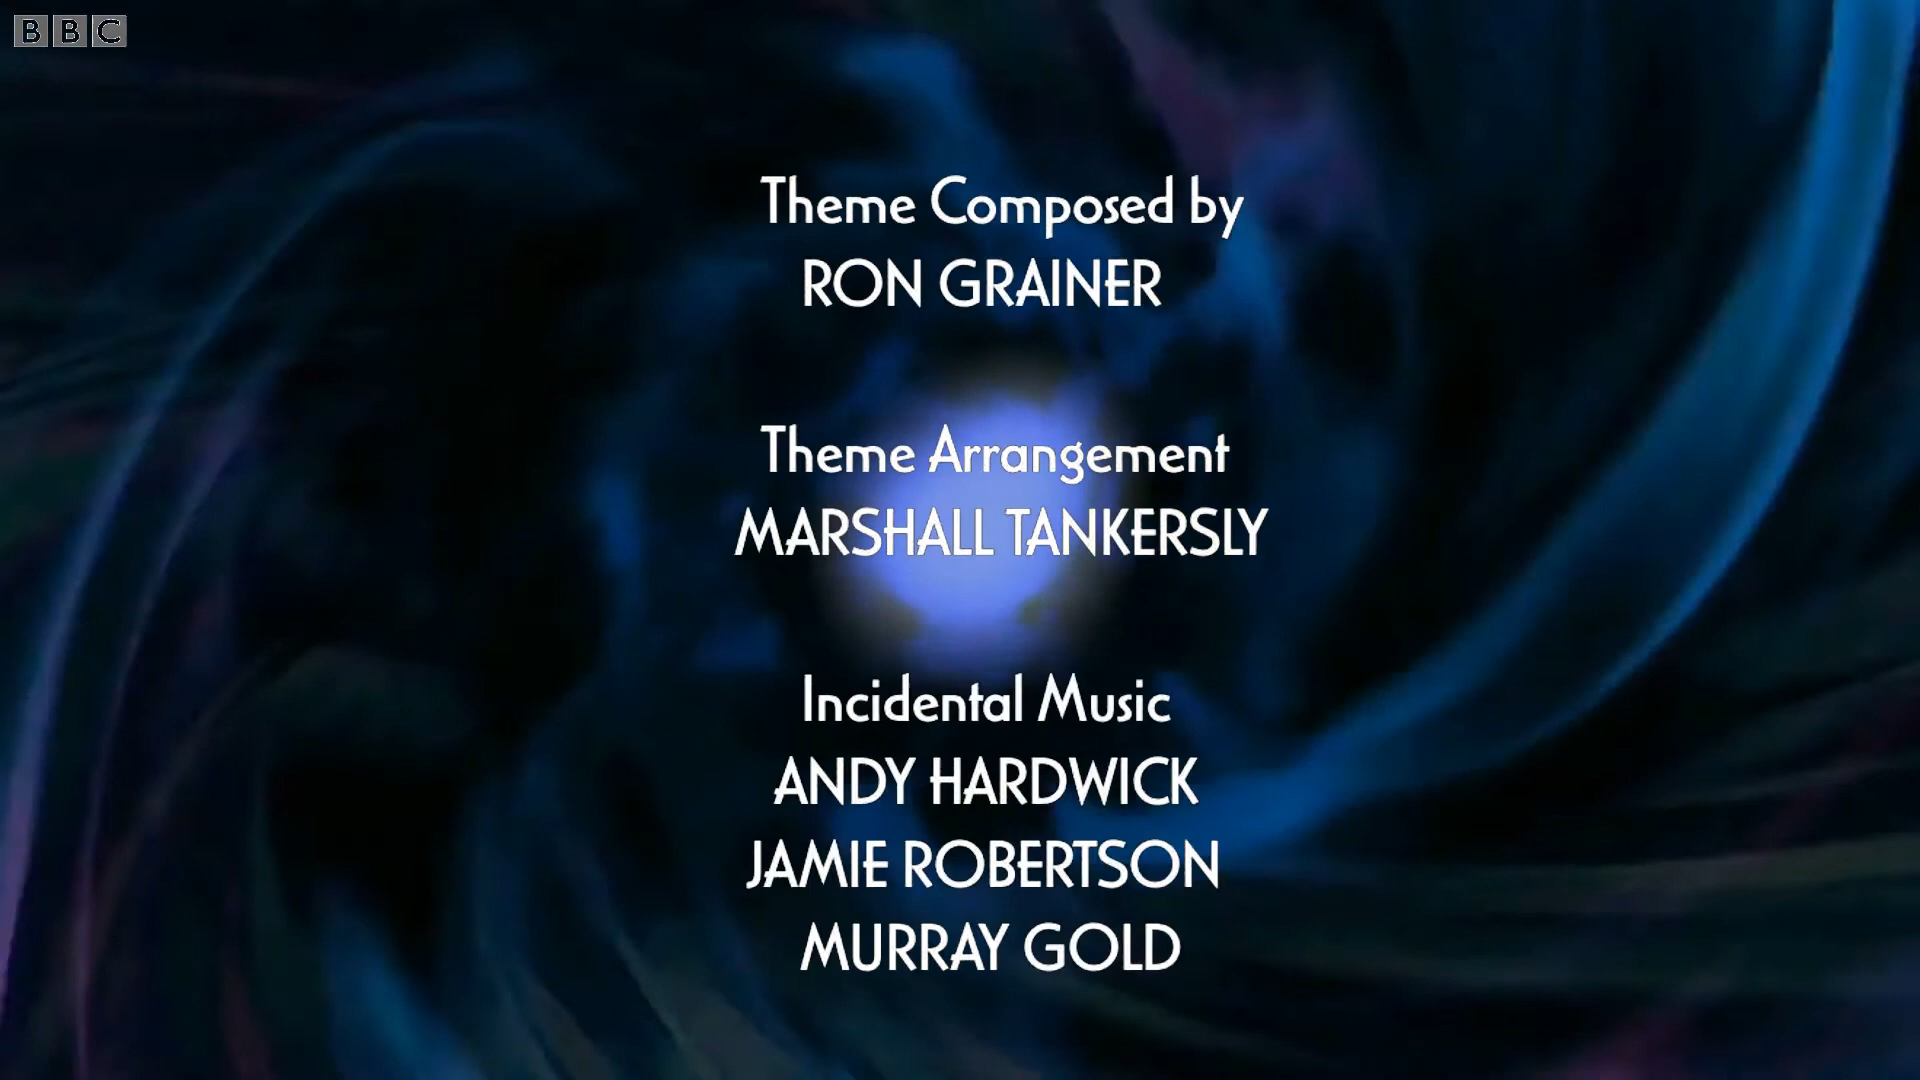 BBC
Theme Composed by
RON GRAINER
Theme Arrangement
MARSHALL TANKERSLY
Incidental Music
ANDY HARDWICK
JAMIE ROBERTSON
MURRAY GOLD